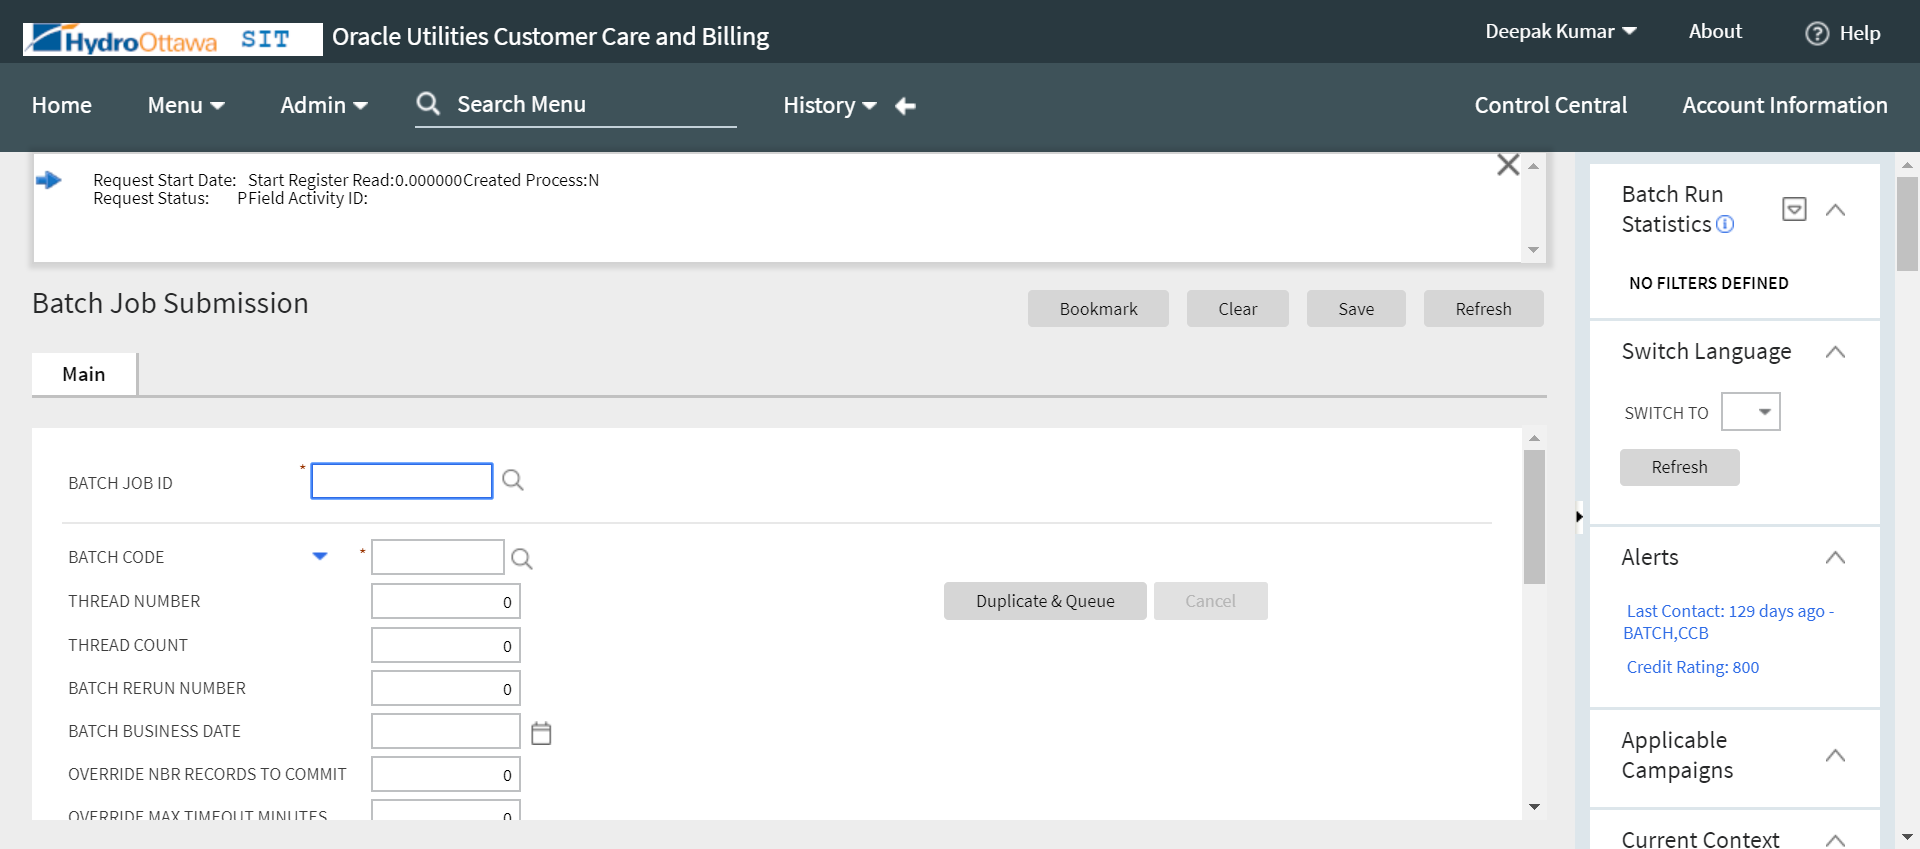 HydroOttawa SIT Oracle Utilities Customer Care and Billing
Deepak Kumar About Help
Home Menu Admin Search Menu History Control Central Account Information
Request Start Date: Start Register Read:0.000000Created Process:N
Request Status: PField Activity ID:
Batch Job Submission
Bookmark Clear Save Refresh
Main
BATCH JOB ID *
BATCH CODE *
THREAD NUMBER 0
Duplicate & Queue Cancel
THREAD COUNT 0
BATCH RERUN NUMBER 0
BATCH BUSINESS DATE
OVERRIDE NBR RECORDS TO COMMIT 0
OVERRIDE MAX TIMEOUT MINUTES 0
Batch Run
Statistics
NO FILTERS DEFINED
Switch Language
SWITCH TO
Refresh
Alerts
Last Contact: 129 days ago -
BATCH,CCB
Credit Rating: 800
Applicable
Campaigns
Current Context